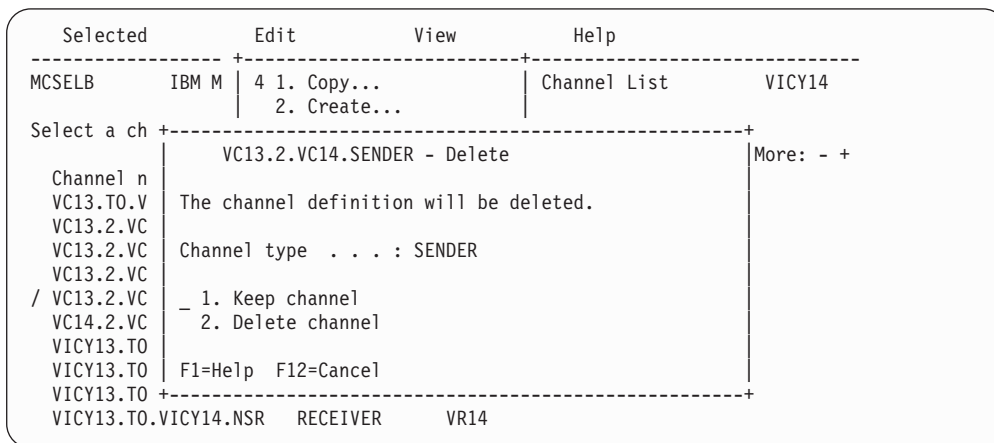 Selected Edit View Help
------------------ +--------------------------+-------------------------------
MCSELB IBM M | 4 1. Copy... | Channel List VICY14
| 2. Create... |
Select a ch +------------------------------------------------------+
| VC13.2.VC14.SENDER - Delete |More: - +
Channel n | |
VC13.TO.V | The channel definition will be deleted. |
VC13.2.VC | |
VC13.2.VC | Channel type . . . : SENDER |
VC13.2.VC | |
/ VC13.2.VC | _ 1. Keep channel |
VC14.2.VC | 2. Delete channel |
VICY13.TO | |
VICY13.TO | F1=Help F12=Cancel |
VICY13.TO +------------------------------------------------------+
VICY13.TO.VICY14.NSR RECEIVER VR14